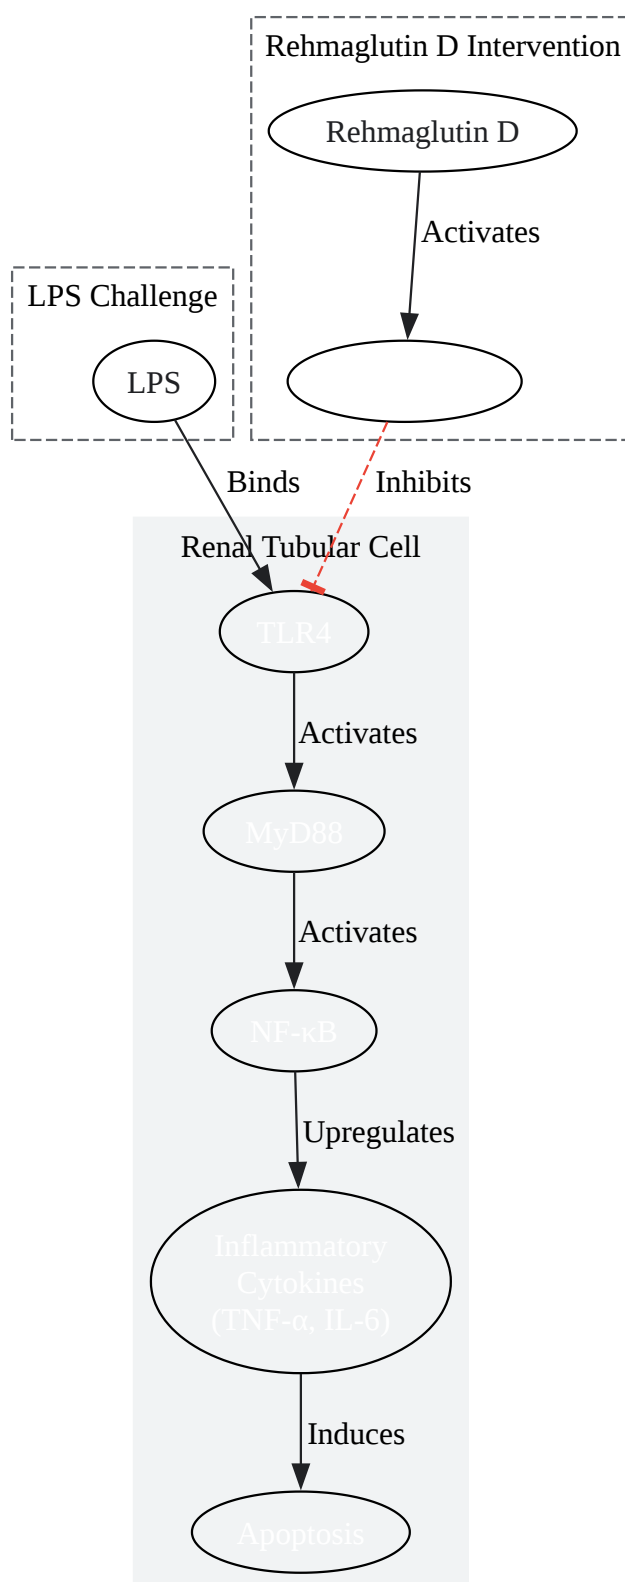 Rehmaglutin D Intervention
Rehmaglutin D
Activates
LPS Challenge
LPS
Binds
Inhibits
Renal Tubular Cell
TLR4
Activates
MyD88
Activates
NF-κB
Upregulates
Inflammatory
Cytokines
(TNF-α, IL-6)
Induces
Apoptosis